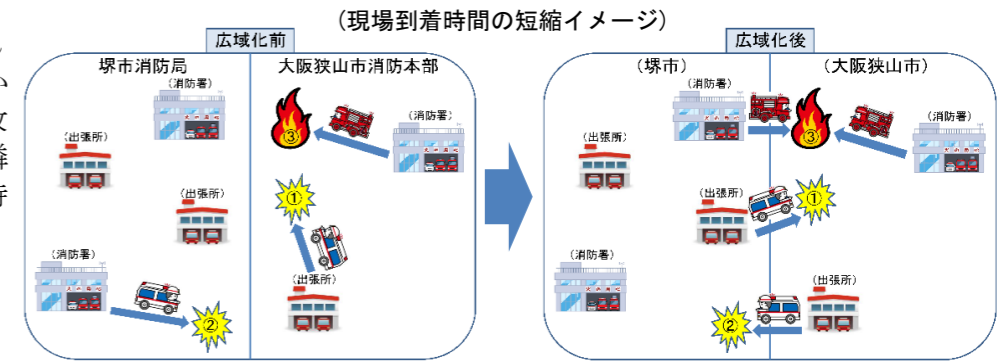 (現場到着時間の短縮イメージ)
広域化前
堺市消防局
大阪狭山市消防本部
(消防署)
(消防署)
(出張所)
(出張所)
(消防署)
(出張所)
③
①
②
広域化後
(堺市)
(大阪狭山市)
(消防署)
(消防署)
(出張所)
(出張所)
(消防署)
(出張所)
③
①
②